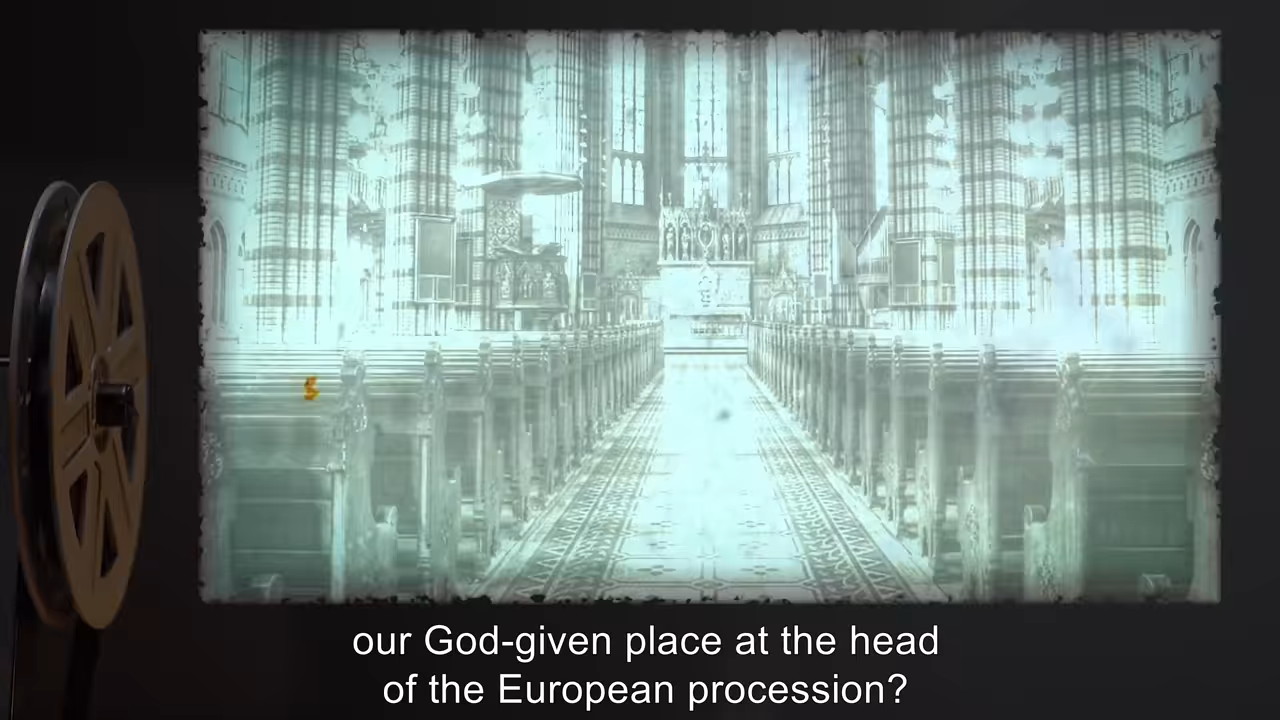 our God-given place at the head
of the European procession?